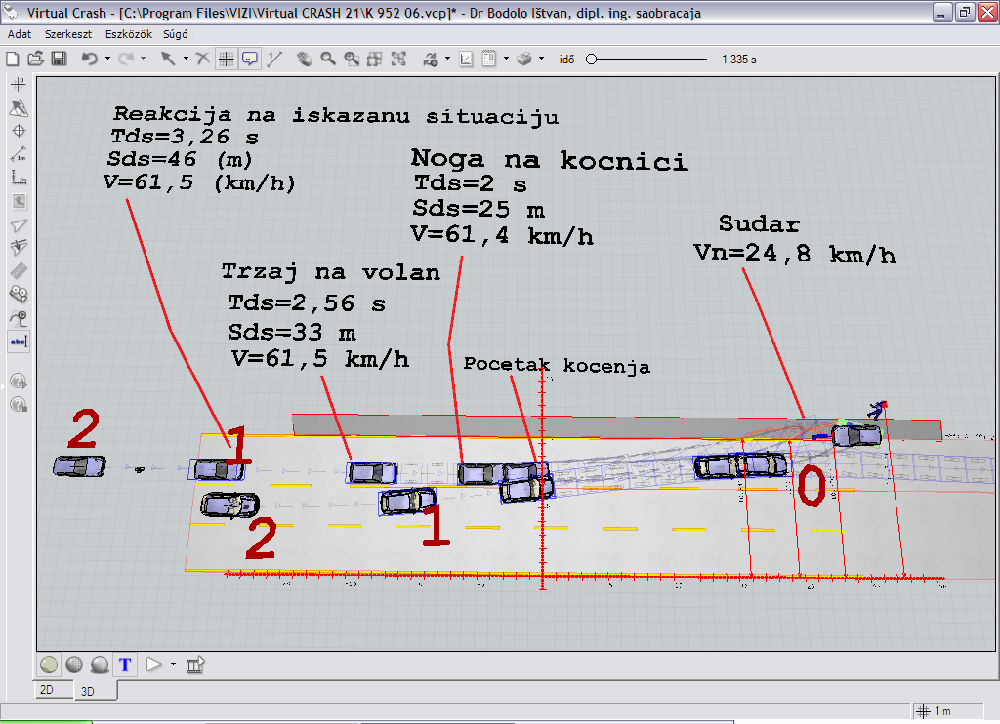 Virtual Crash - [C:\Program Files\VIZI\Virtual CRASH 21\K 952 06.vcp]* - Dr Bodolo Ištvan, dipl. ing. saobracaja
Adat Szerkeszt Eszközök Súgó
idő -1.335 s
Reakcija na iskazanu situaciju
Tds=3,26 s
Sds=46 (m)
V=61,5 (km/h)
Noga na kocnici
Tds=2 s
Sds=25 m
V=61,4 km/h
Sudar
Vn=24,8 km/h
Trzaj na volan
Tds=2,56 s
Sds=33 m
V=61,5 km/h
Pocetak kocenja
2
1
0
2
1
abc
T
2D 3D
1 m